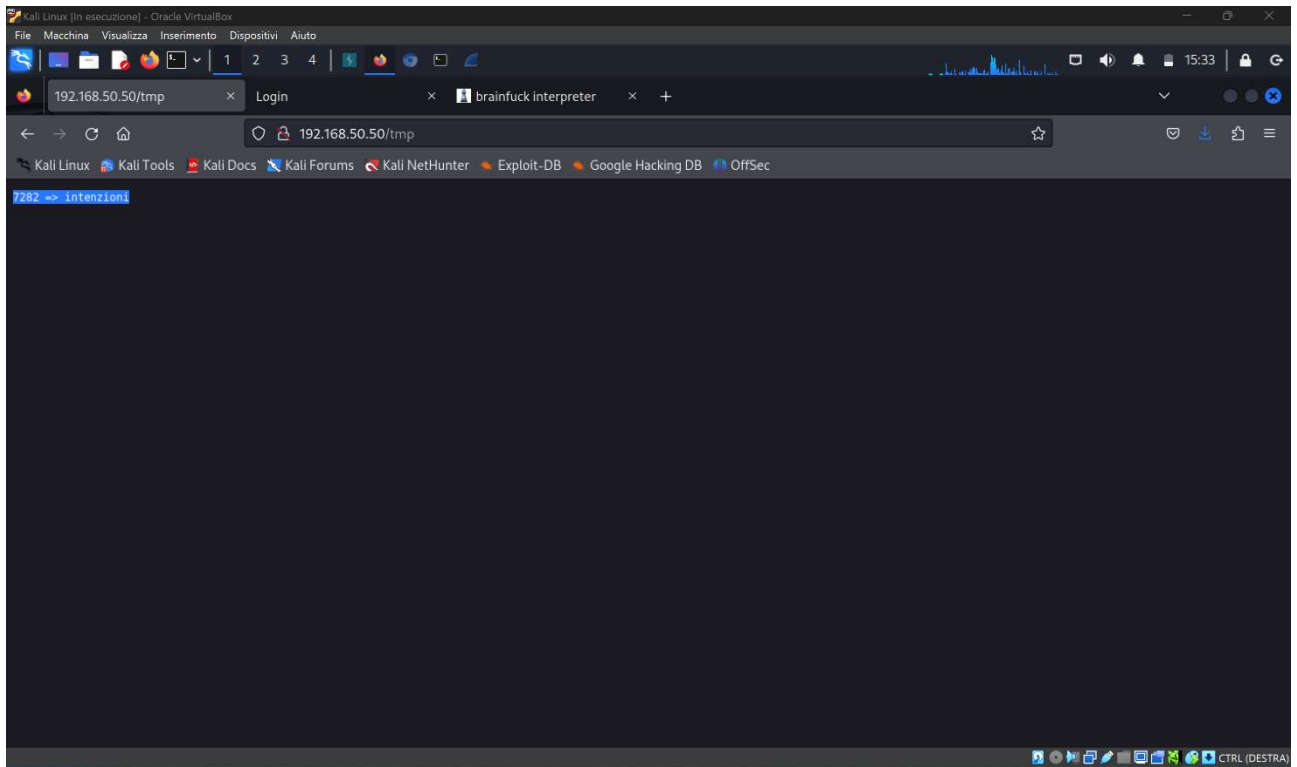 Kali Linux [In esecuzione] - Oracle VirtualBox
File Macchina Visualizza Inserimento Dispositivi Aiuto
1 2 3 4 15:33
192.168.50.50/tmp Login brainfuck interpreter
192.168.50.50/tmp
Kali Linux Kali Tools Kali Docs Kali Forums Kali NetHunter Exploit-DB Google Hacking DB OffSec
7282 => intenzioni
CTRL (DESTRA)